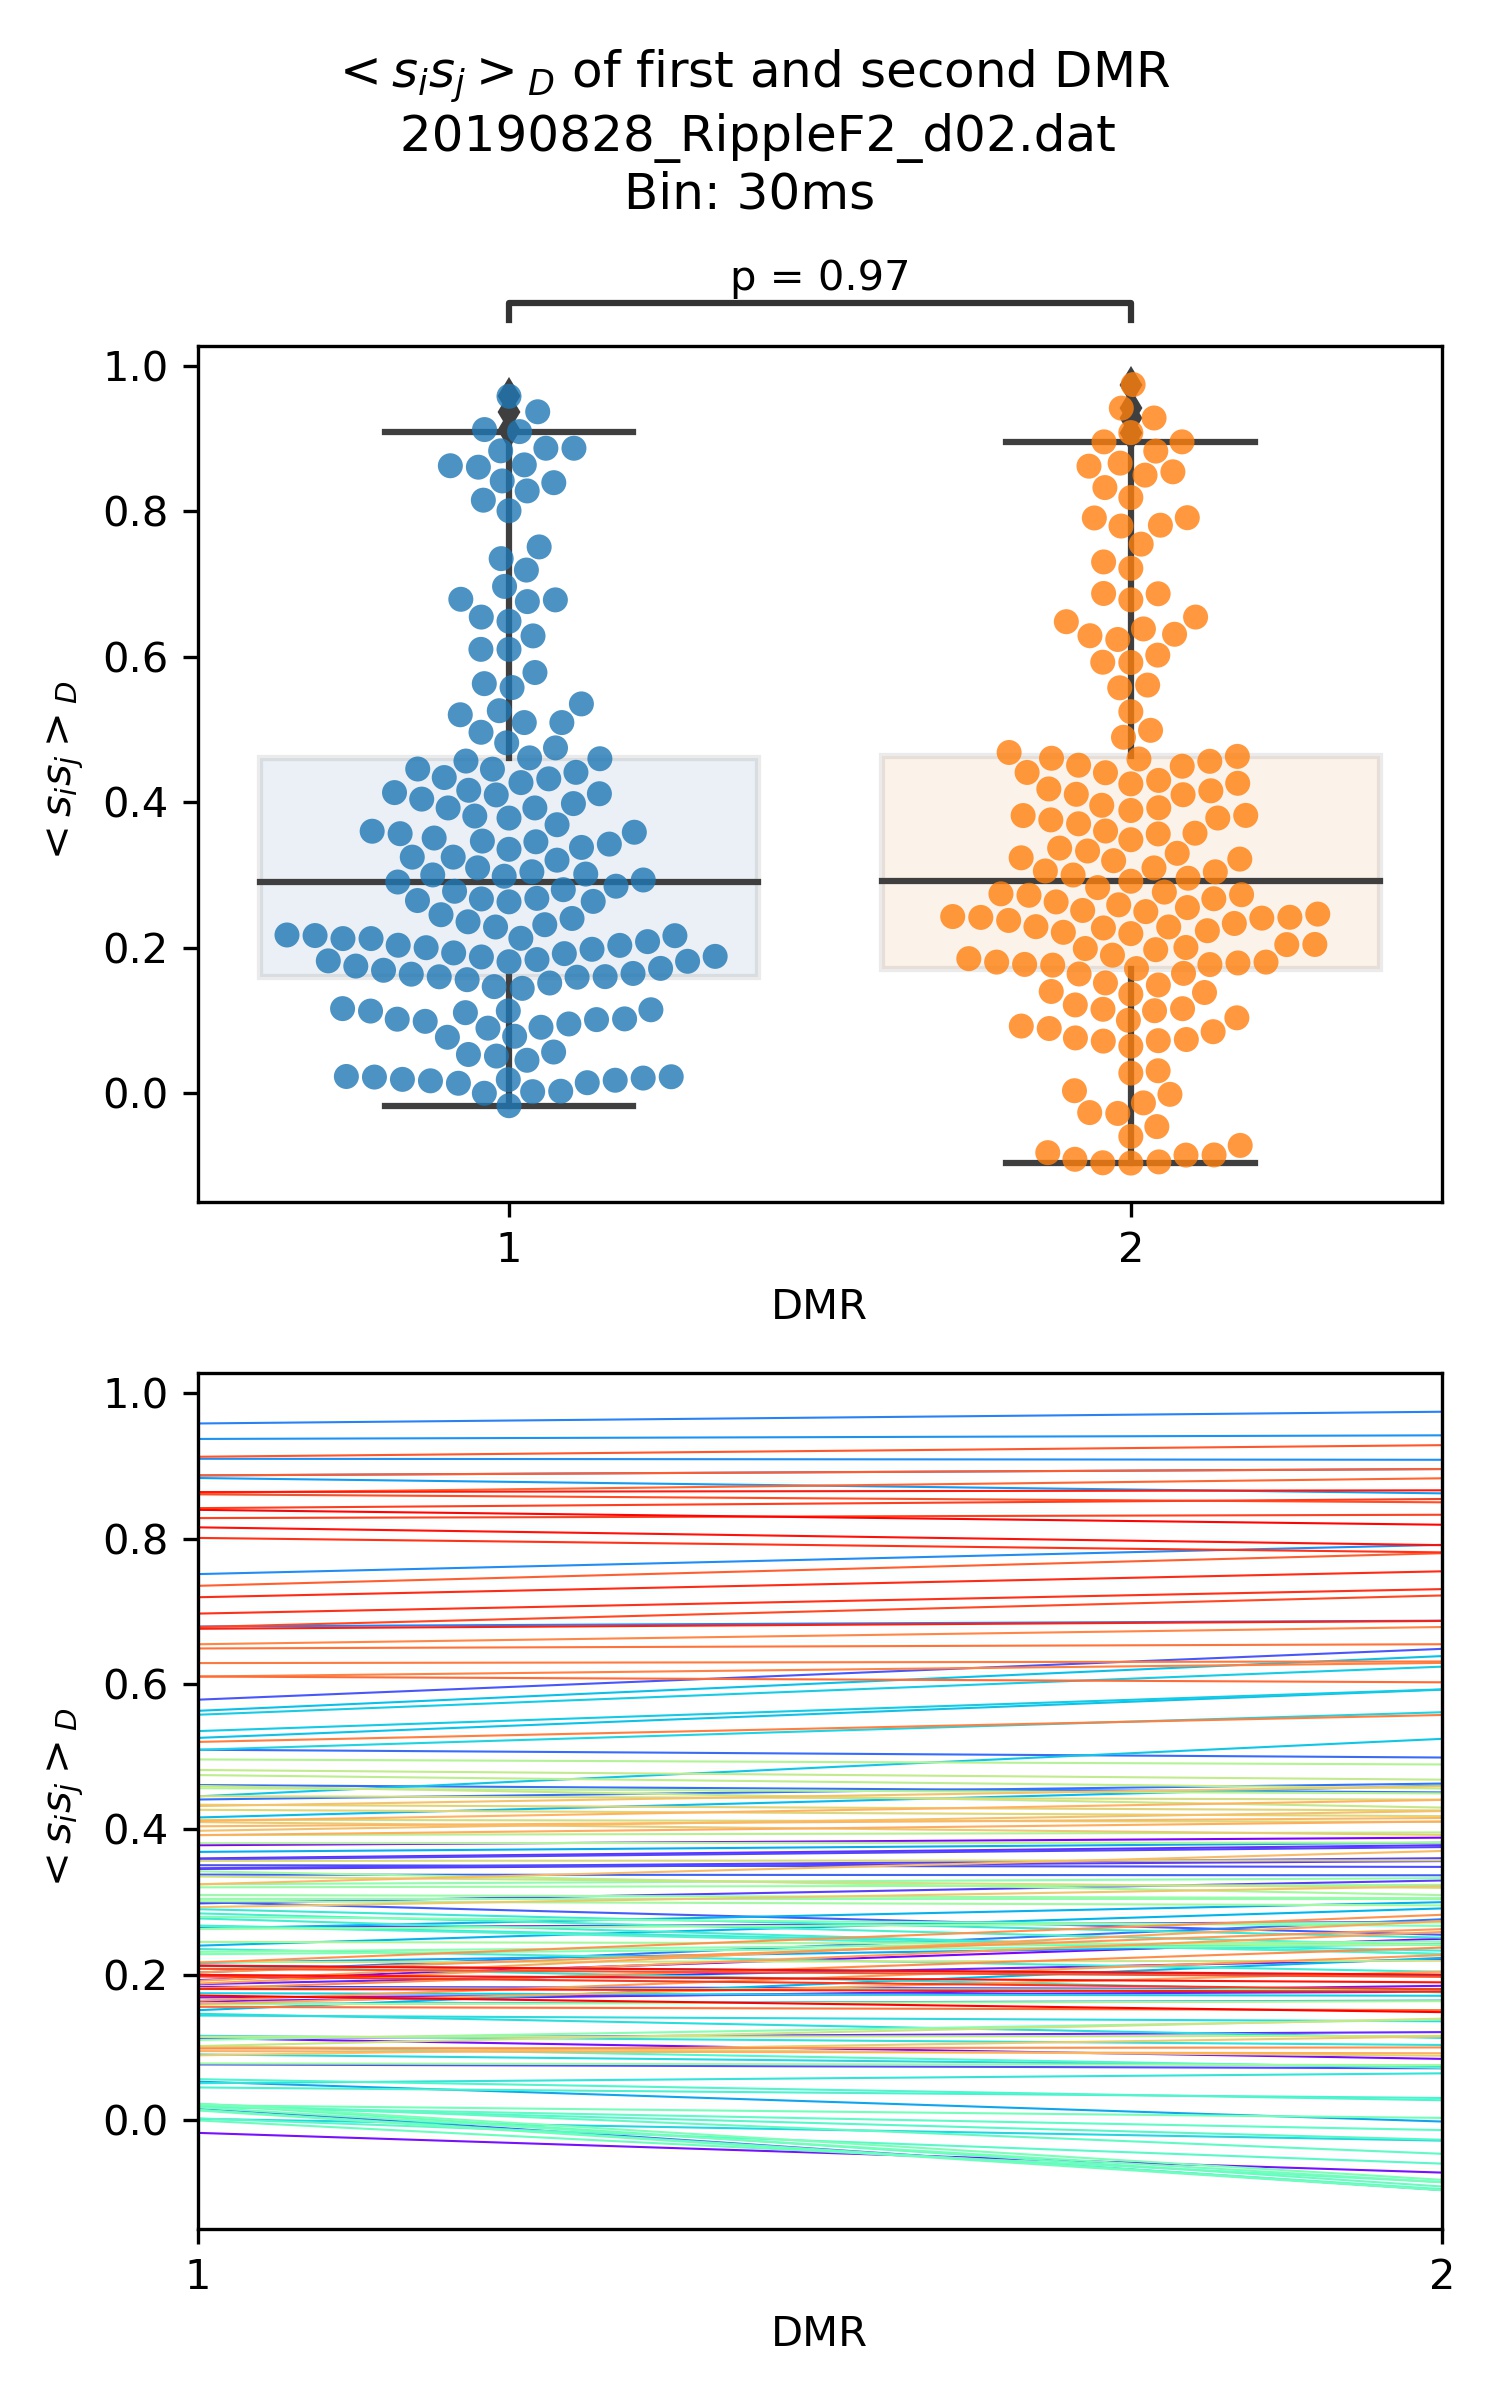 < s_i s_j >_D of first and second DMR
20190828_RippleF2_d02.dat
Bin: 30ms
p = 0.97
1.0
0.8
0.6
0.4
0.2
0.0
< s_i s_j >_D
1
2
DMR
1.0
0.8
0.6
0.4
0.2
0.0
< s_i s_j >_D
1
2
DMR